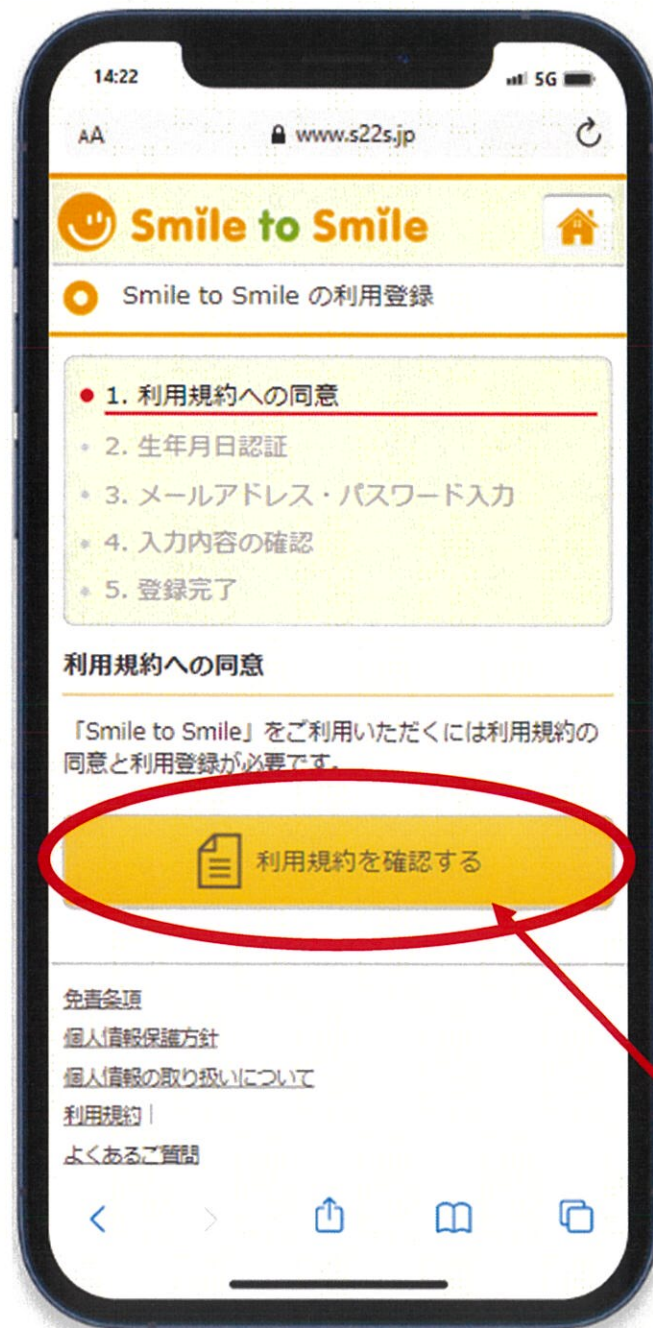 14:22
5G
AA
www.s22s.jp
Smile to Smile
Smile to Smile の利用登録
1. 利用規約への同意
2. 生年月日認証
3. メールアドレス・パスワード入力
4. 入力内容の確認
5. 登録完了
利用規約への同意
「Smile to Smile」をご利用いただくには利用規約の
同意と利用登録が必要です。
利用規約を確認する
免責条項
個人情報保護方針
個人情報の取り扱いについて
利用規約|
よくあるご質問